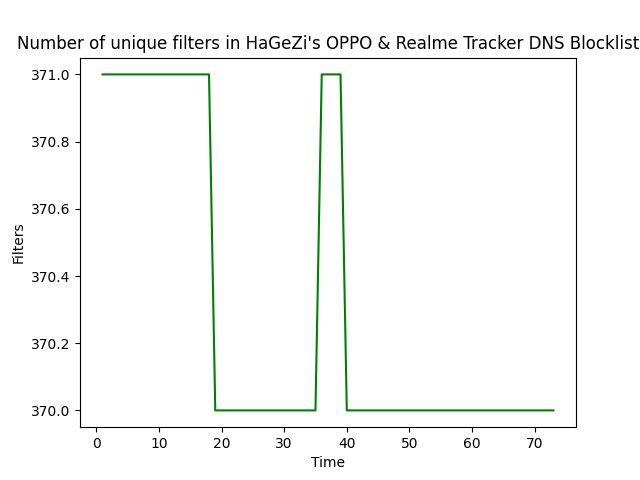 Number of unique filters in HaGeZi's OPPO & Realme Tracker DNS Blocklist
371.0
370.8
370.6
370.4
370.2
370.0
Filters
0 10 20 30 40 50 60 70
Time